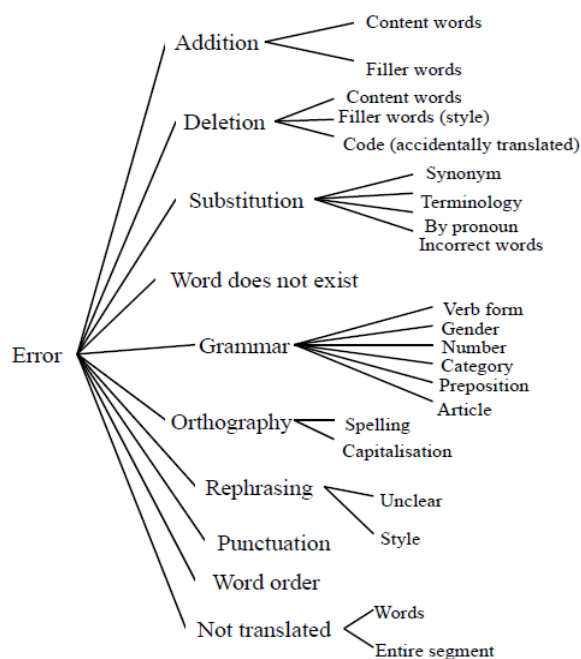 Error
Addition
Content words
Filler words
Deletion
Content words
Filler words (style)
Code (accidentally translated)
Substitution
Synonym
Terminology
By pronoun
Incorrect words
Word does not exist
Grammar
Verb form
Gender
Number
Category
Preposition
Article
Orthography
Spelling
Capitalisation
Rephrasing
Unclear
Style
Punctuation
Word order
Not translated
Words
Entire segment